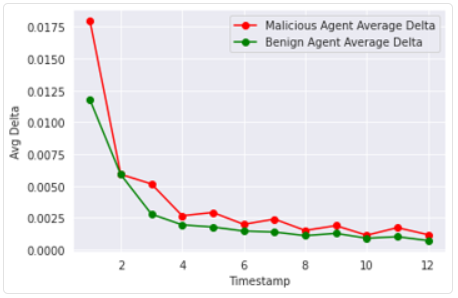 Malicious Agent Average Delta
Benign Agent Average Delta
0.0175
0.0150
0.0125
0.0100
0.0075
0.0050
0.0025
0.0000
Avg Delta
2 4 6 8 10 12
Timestamp